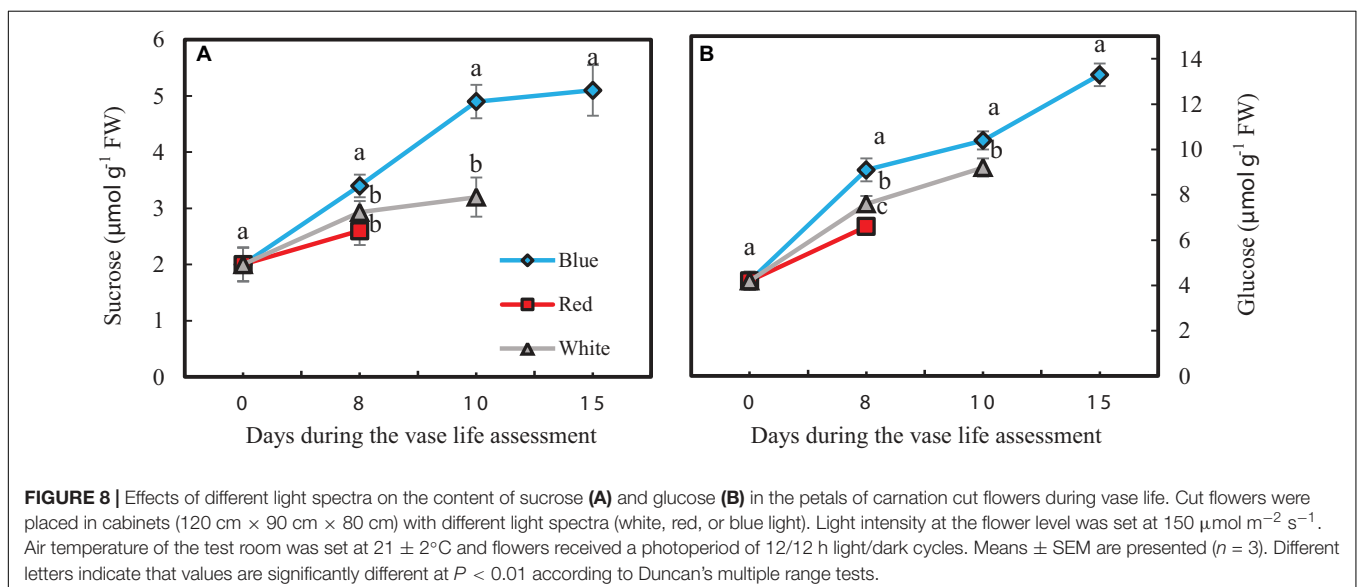 A
a
a
a
a
b
b
b
6
5
4
3
2
1
0
Sucrose (µmol g⁻¹ FW)
0 8 10 15
Days during the vase life assessment
Blue
Red
White
B
a
a
a
a
b
b
c
14
12
10
8
6
4
2
0
Glucose (µmol g⁻¹ FW)
0 8 10 15
Days during the vase life assessment
FIGURE 8 | Effects of different light spectra on the content of sucrose (A) and glucose (B) in the petals of carnation cut flowers during vase life. Cut flowers were
placed in cabinets (120 cm × 90 cm × 80 cm) with different light spectra (white, red, or blue light). Light intensity at the flower level was set at 150 µmol m⁻² s⁻¹.
Air temperature of the test room was set at 21 ± 2°C and flowers received a photoperiod of 12/12 h light/dark cycles. Means ± SEM are presented (n = 3). Different
letters indicate that values are significantly different at P < 0.01 according to Duncan's multiple range tests.